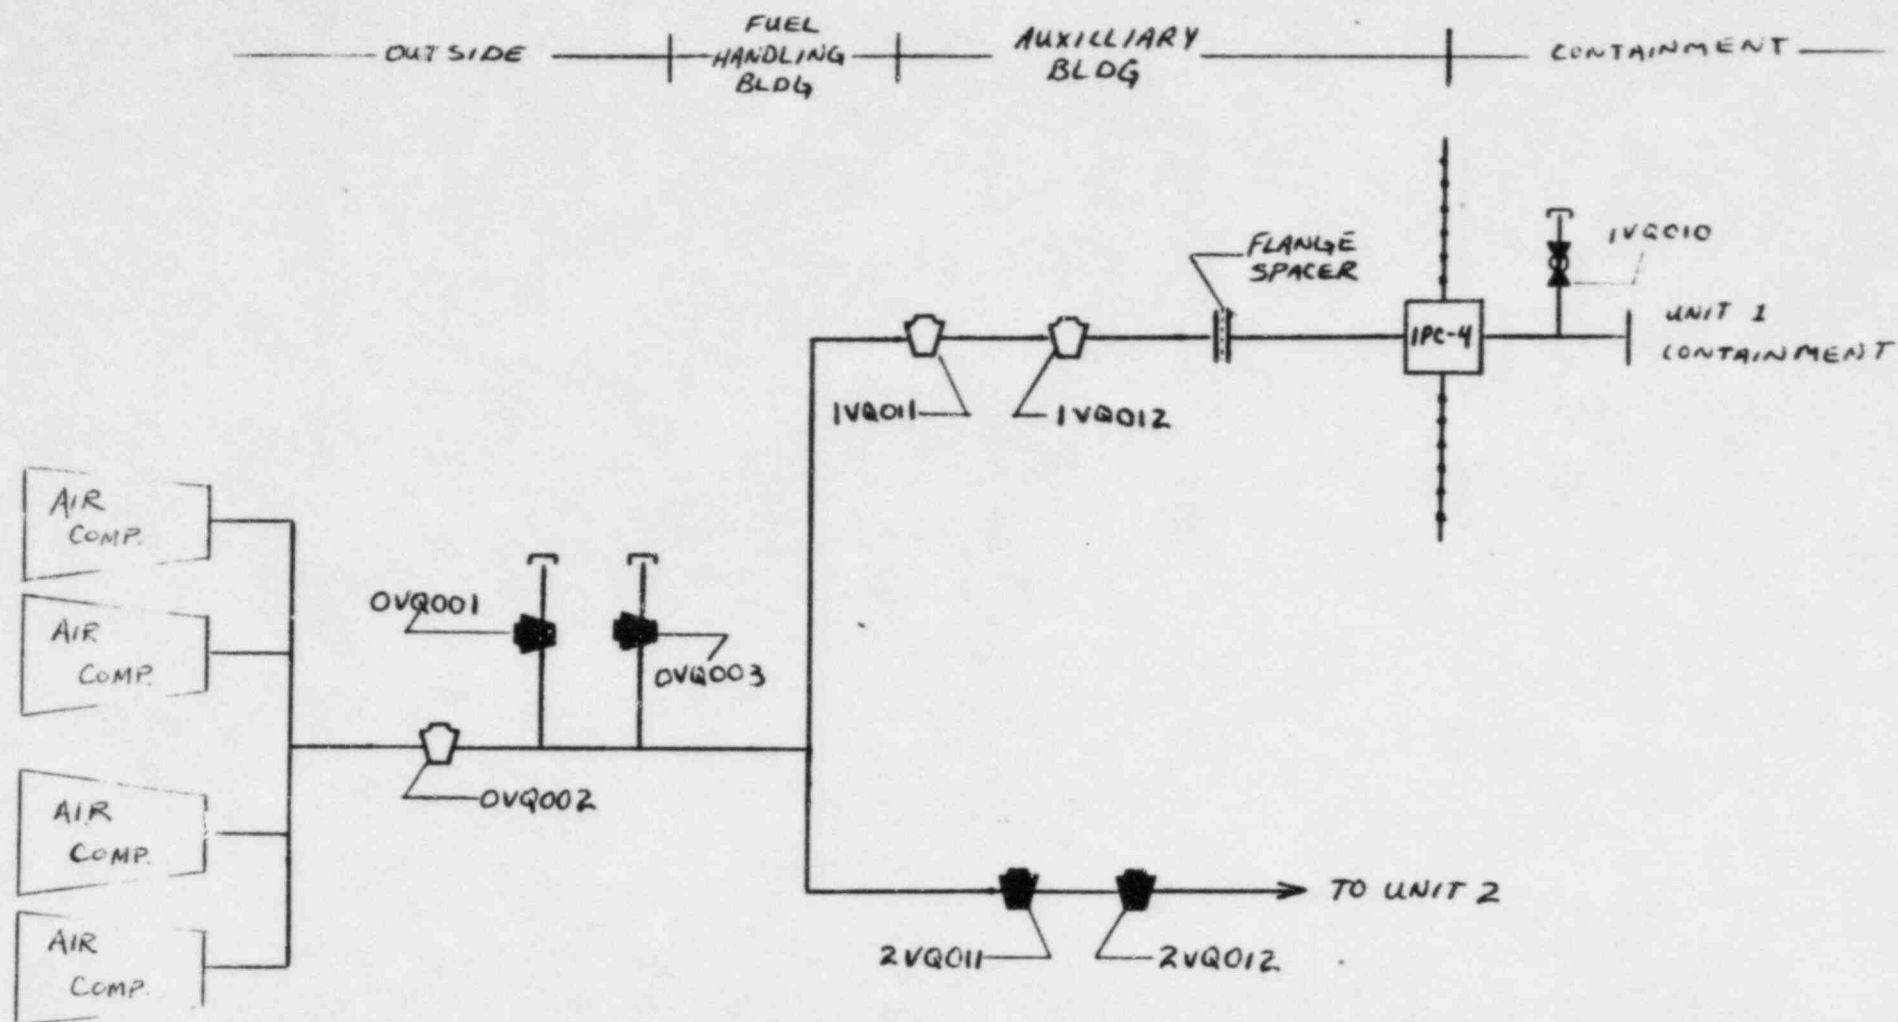 OUTSIDE
FUEL
HANDLING
BLDG
AUXILLIARY
BLDG
CONTAINMENT
FLANGE
SPACER
1VQ010
1PC-4
UNIT 1
CONTAINMENT
1VQ011
1VQ012
AIR
COMP.
AIR
COMP.
AIR
COMP.
AIR
COMP.
0VQ001
0VQ003
0VQ002
TO UNIT 2
2VQ011
2VQ012